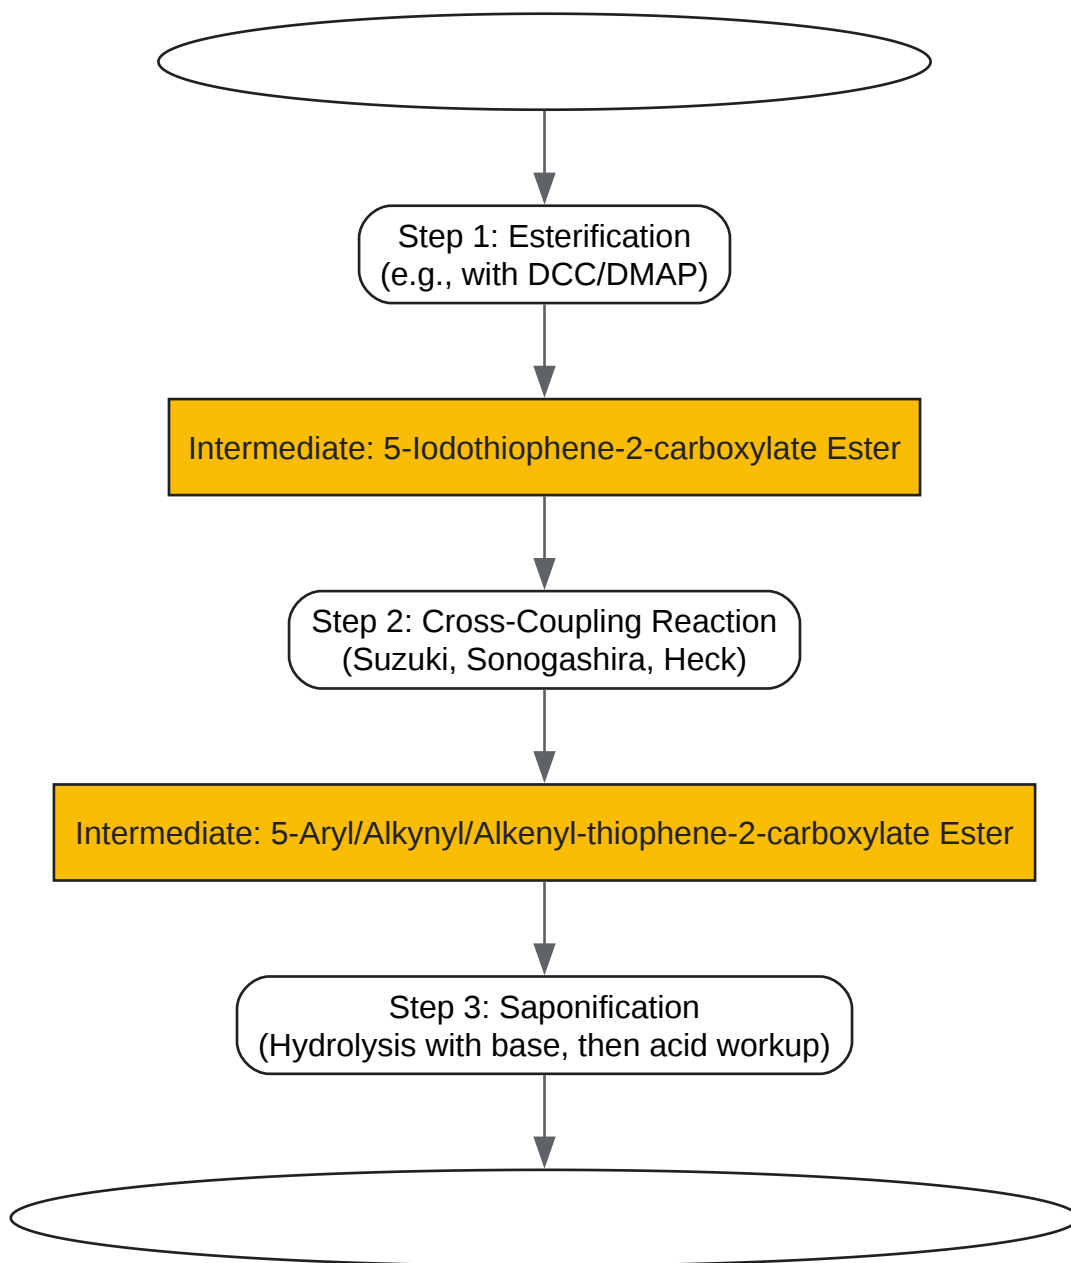 Step 1: Esterification
(e.g., with DCC/DMAP)
Intermediate: 5-Iodothiophene-2-carboxylate Ester
Step 2: Cross-Coupling Reaction
(Suzuki, Sonogashira, Heck)
Intermediate: 5-Aryl/Alkynyl/Alkenyl-thiophene-2-carboxylate Ester
Step 3: Saponification
(Hydrolysis with base, then acid workup)